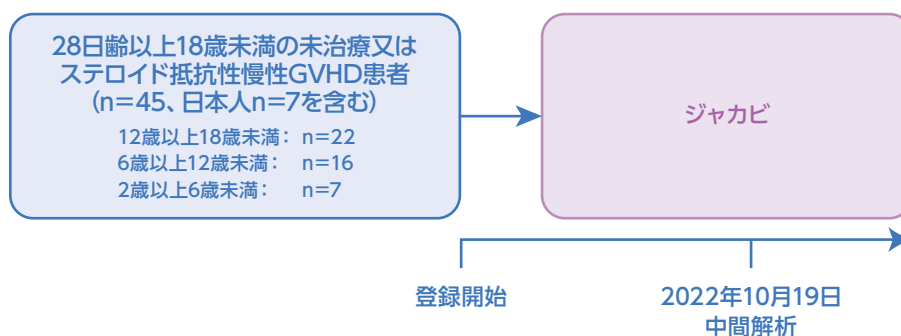 28日齢以上18歳未満の未治療又は
ステロイド抵抗性慢性GVHD患者
（n=45、日本人n=7を含む）
12歳以上18歳未満： n=22
6歳以上12歳未満： n=16
2歳以上6歳未満： n=7
ジャカビ
登録開始
2022年10月19日
中間解析